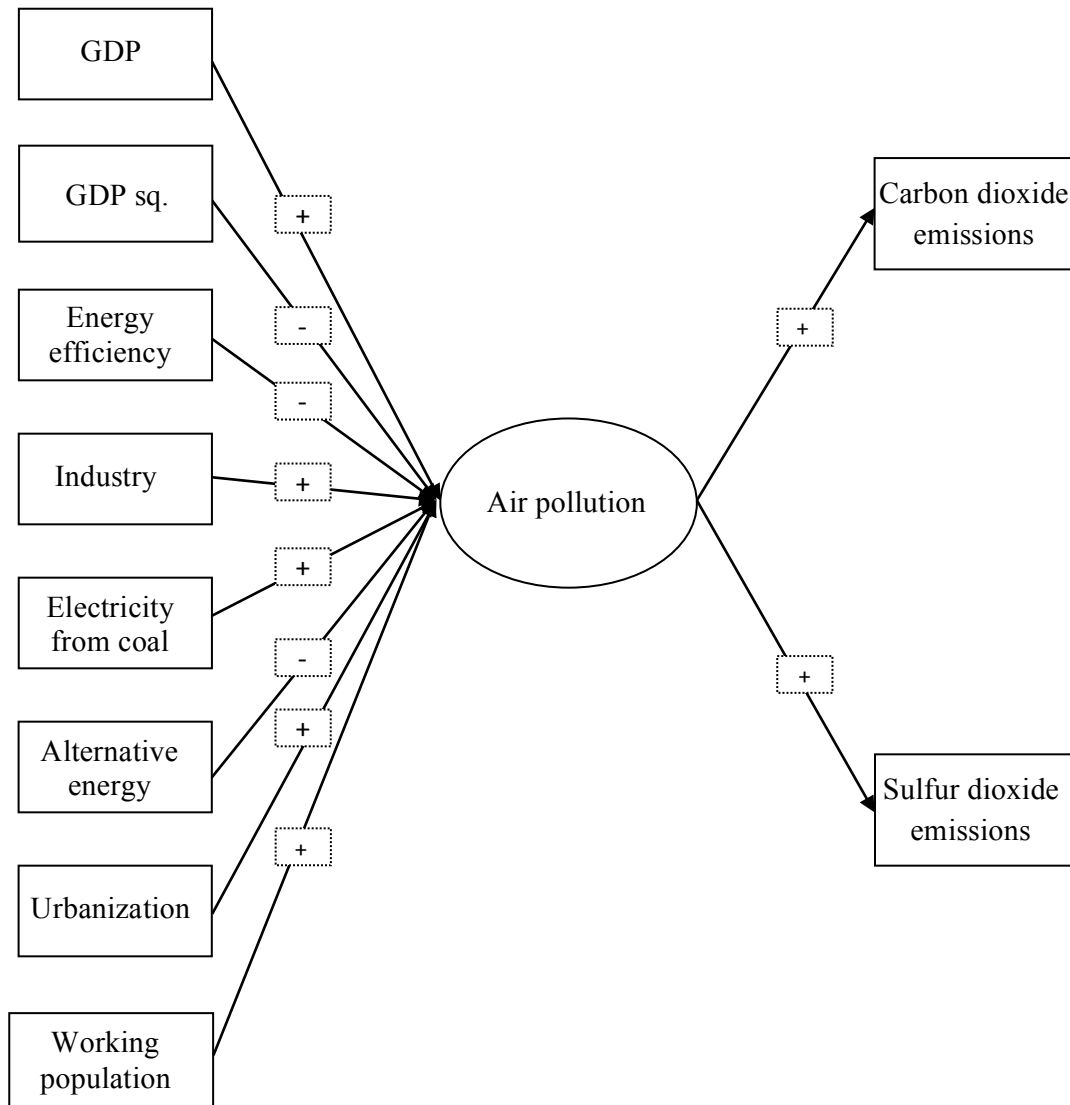 GDP
+
GDP sq.
-
Energy
efficiency
-
Industry
+
Electricity
from coal
+
Alternative
energy
-
Urbanization
+
Working
population
+
Air pollution
+
Carbon dioxide
emissions
+
Sulfur dioxide
emissions